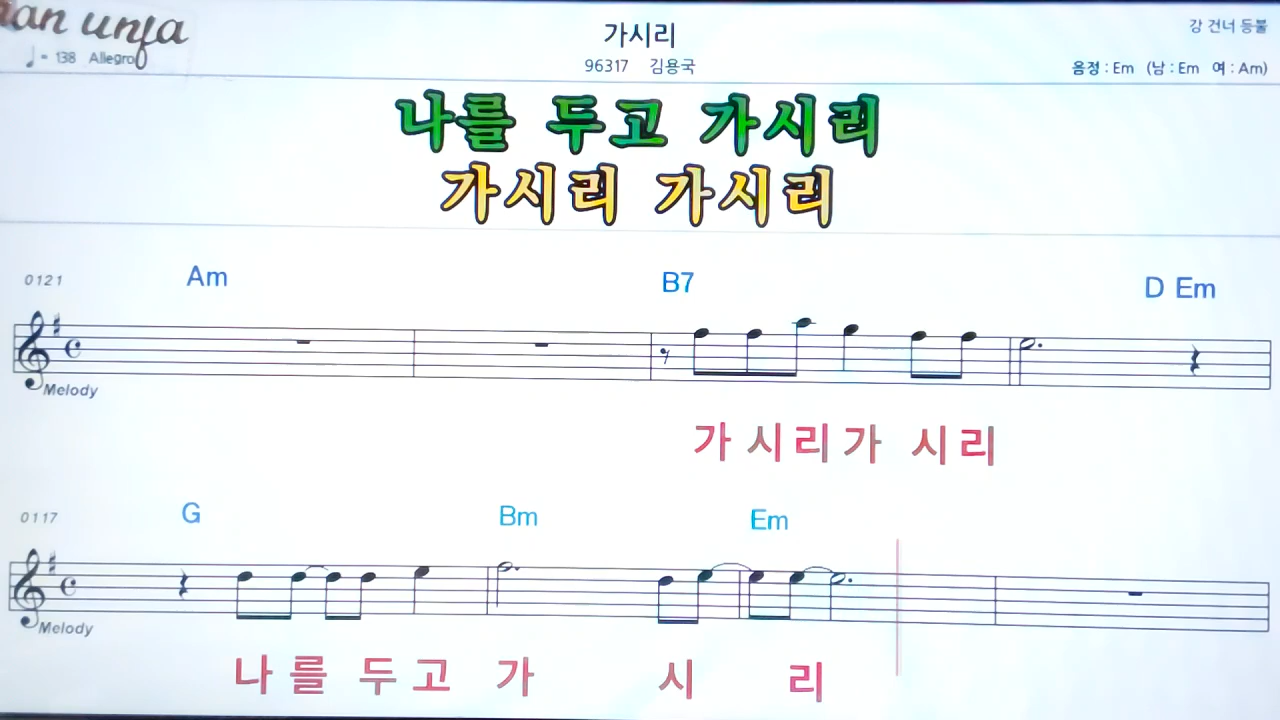 가시리
강 건너 등불
♩= 138 Allegro
96317 김용국
음정 : Em (남 : Em 여 : Am)
나를 두고 가시리
가시리 가시리
0121 Am B7 D Em
Melody
가 시 리 가 시 리
0117 G Bm Em
Melody
나 를 두 고 가 시 리